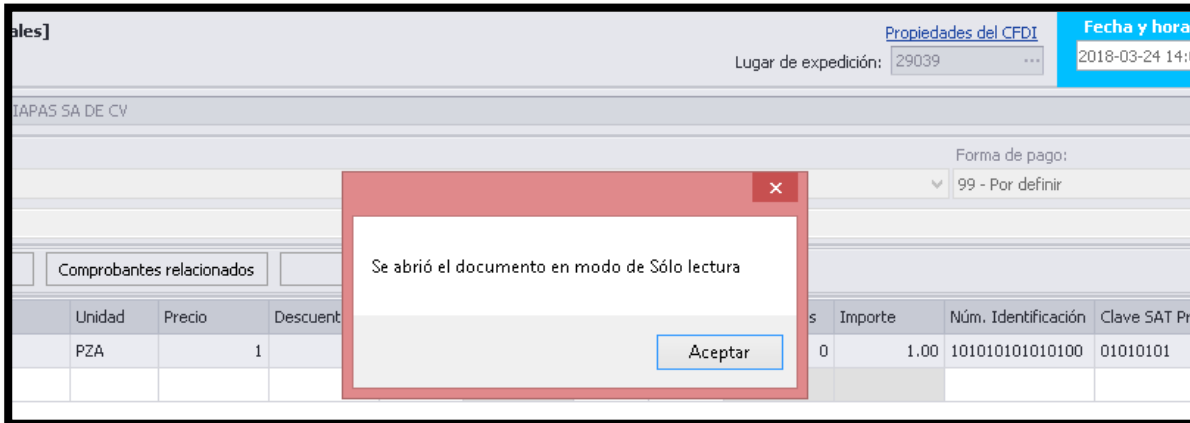 ales]
Propiedades del CFDI
Fecha y hora
Lugar de expedición: 29039 ...
2018-03-24 14:
IAPAS SA DE CV
Forma de pago:
99 - Por definir
Se abrió el documento en modo de Sólo lectura
Aceptar
Comprobantes relacionados
Unidad Precio Descuent s Importe Núm. Identificación Clave SAT Pr
PZA 1 0 1.00 101010101010100 01010101